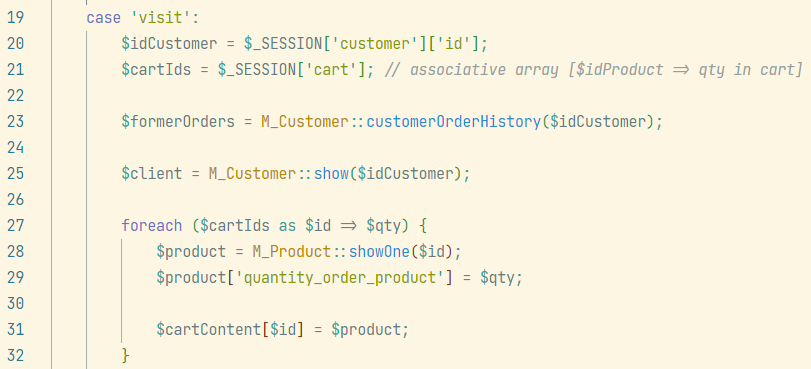 19 case 'visit':
20 $idCustomer = $_SESSION['customer']['id'];
21 $cartIds = $_SESSION['cart']; // associative array [$idProduct => qty in cart]
22
23 $formerOrders = M_Customer::customerOrderHistory($idCustomer);
24
25 $client = M_Customer::show($idCustomer);
26
27 foreach ($cartIds as $id => $qty) {
28 $product = M_Product::showOne($id);
29 $product['quantity_order_product'] = $qty;
30
31 $cartContent[$id] = $product;
32 }